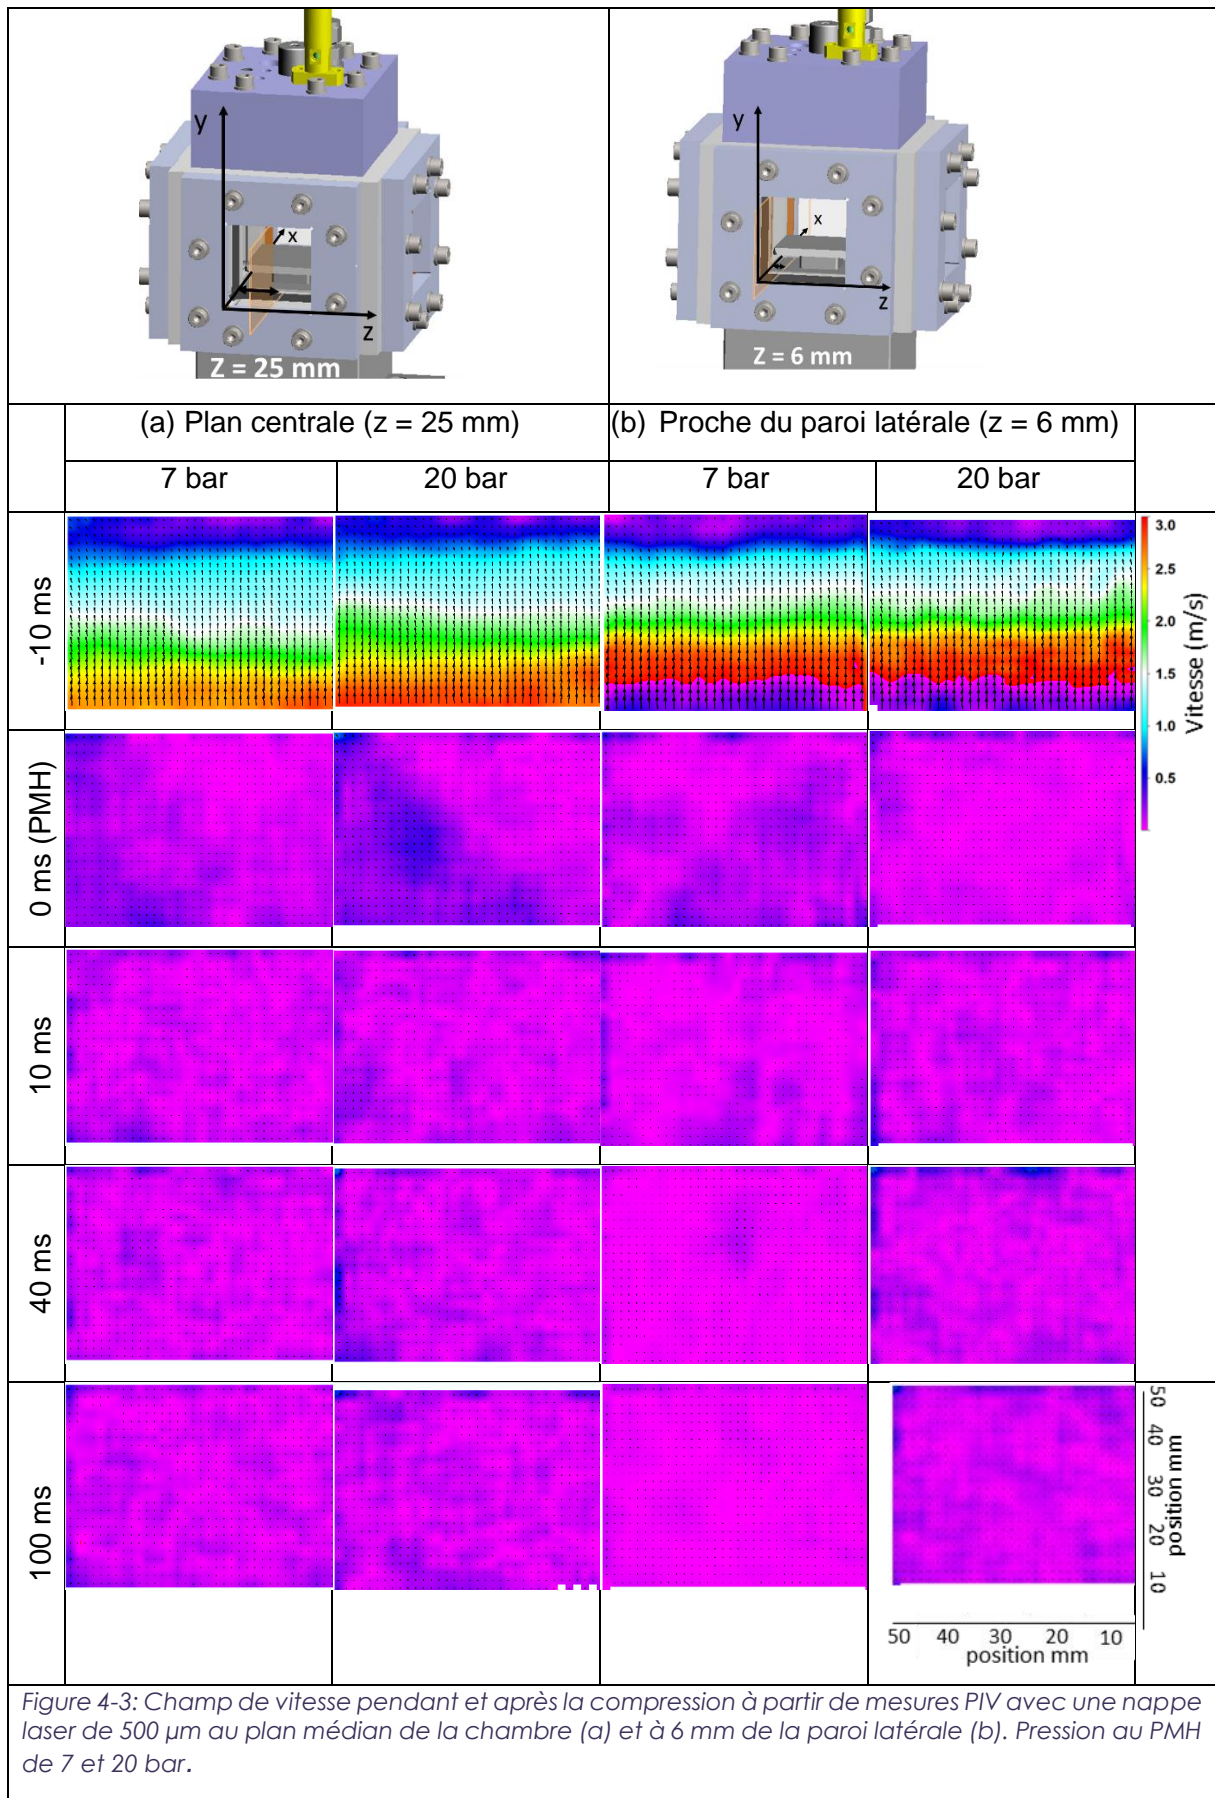 y
x
z
Z = 25 mm
y
x
z
Z = 6 mm
(a) Plan centrale (z = 25 mm)
(b) Proche du paroi latérale (z = 6 mm)
7 bar
20 bar
7 bar
20 bar
-10 ms
3.0
2.5
2.0
1.5
1.0
0.5
Vitesse (m/s)
0 ms (PMH)
10 ms
40 ms
100 ms
50
40
30
20
10
position mm
50 40 30 20 10
position mm
Figure 4-3: Champ de vitesse pendant et après la compression à partir de mesures PIV avec une nappe
laser de 500 µm au plan médian de la chambre (a) et à 6 mm de la paroi latérale (b). Pression au PMH
de 7 et 20 bar.